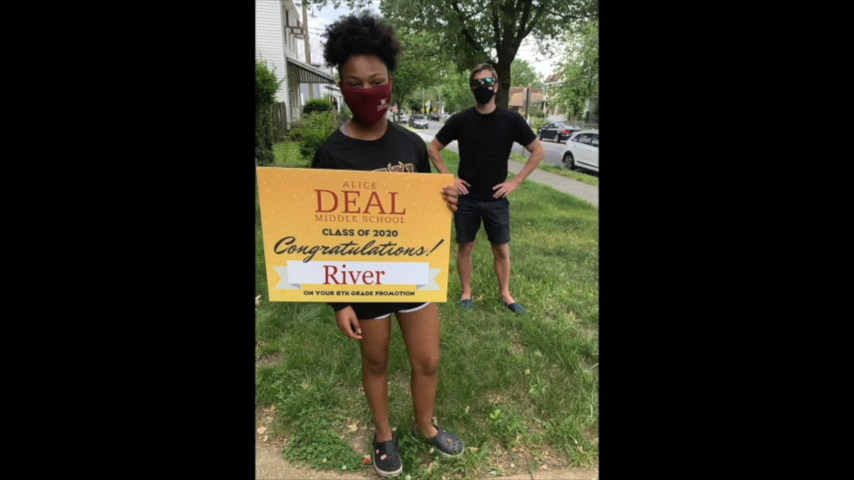 ALICE
DEAL
MIDDLE SCHOOL
CLASS OF 2020
Congratulations!
River
ON YOUR 8TH GRADE PROMOTION